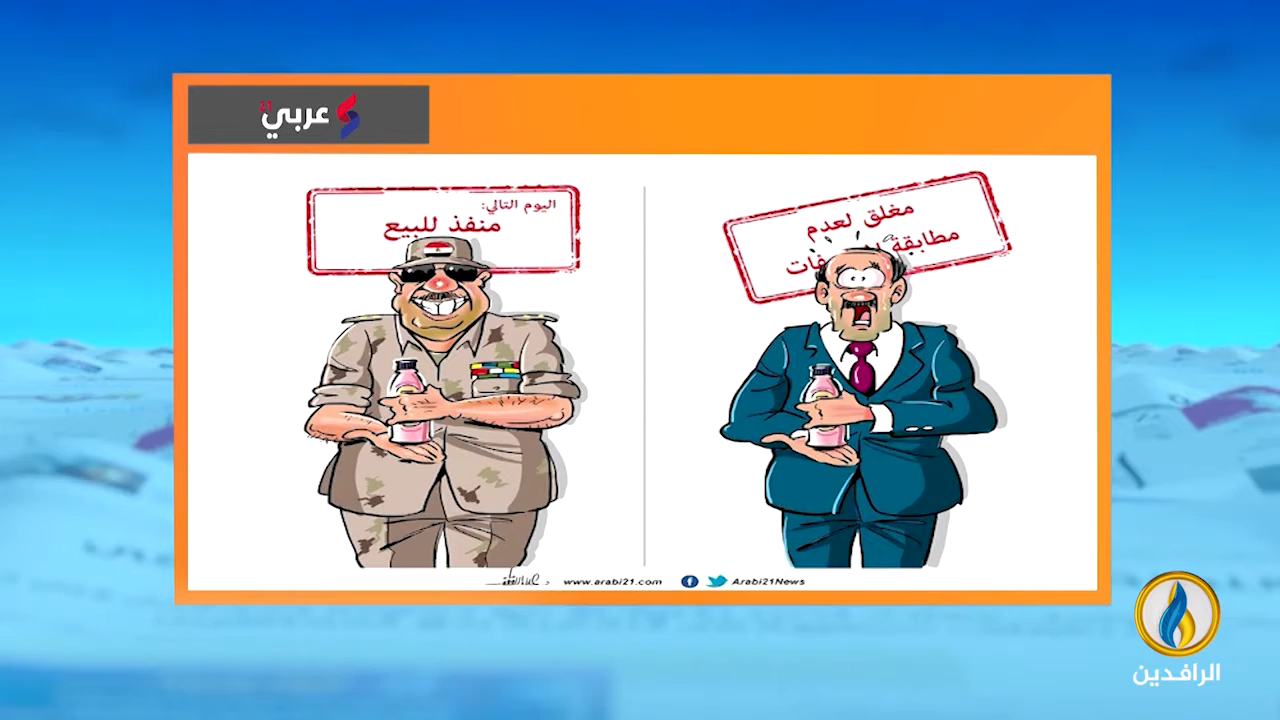 عربي 21
مغلق لعدم
مطابقة
اليوم التالي:
منفذ للبيع
www.arabi21.com
Arabi21News
الرافدين